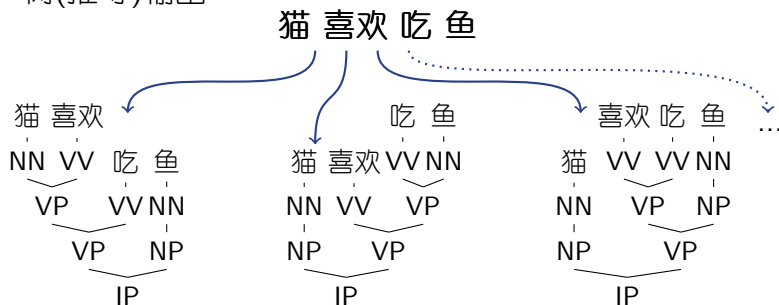 猫 喜欢 吃 鱼
猫 喜欢 吃 鱼 喜欢 吃 鱼 ...
NN VV 吃 鱼 猫 喜欢 VV NN 猫 VV VV NN
VP VV NN NN VV VP NN VP NP
VP NP NP VP NP VP
IP IP IP